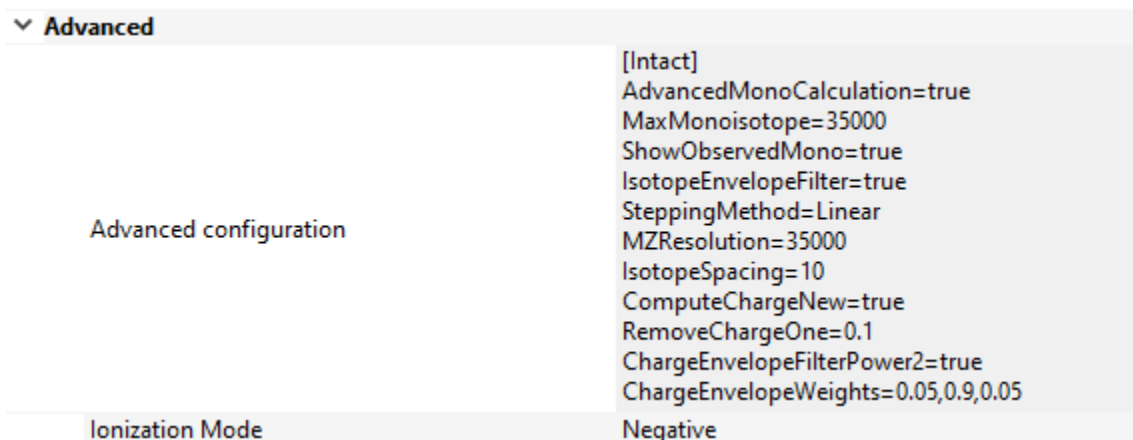 Advanced
Advanced configuration
[Intact]
AdvancedMonoCalculation=true
MaxMonoisotope=35000
ShowObservedMono=true
IsotopeEnvelopeFilter=true
SteppingMethod=Linear
MZResolution=35000
IsotopeSpacing=10
ComputeChargeNew=true
RemoveChargeOne=0.1
ChargeEnvelopeFilterPower2=true
ChargeEnvelopeWeights=0.05,0.9,0.05
Ionization Mode Negative